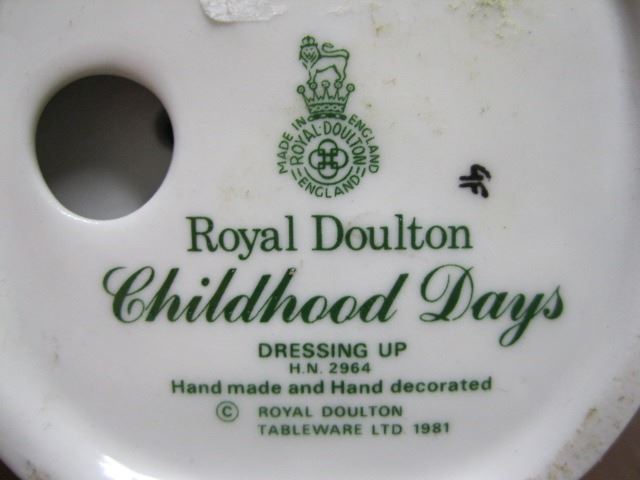 MADE IN ENGLAND
ROYAL·DOULTON
ENGLAND
GF
Royal Doulton
Childhood Days
DRESSING UP
H.N. 2964
Hand made and Hand decorated
© ROYAL DOULTON
TABLEWARE LTD 1981